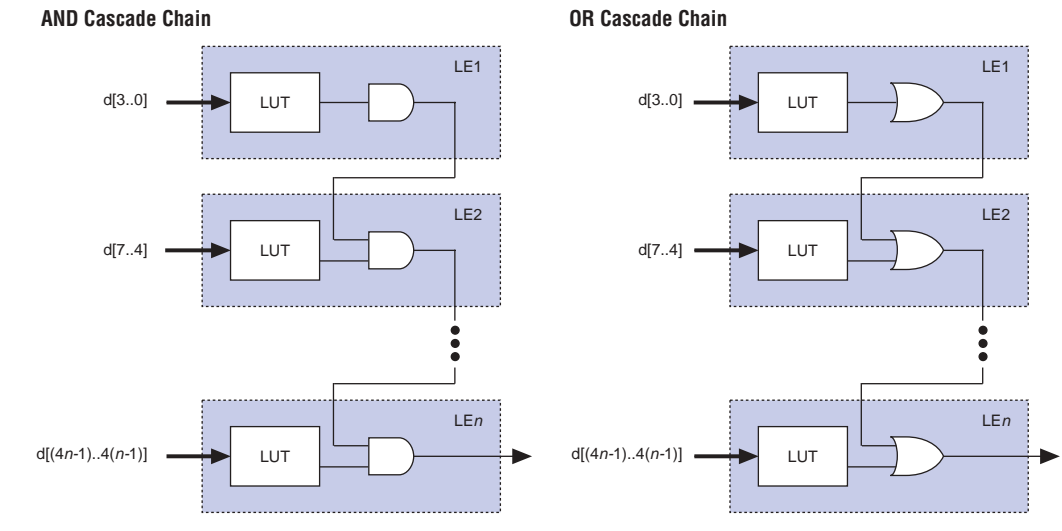 AND Cascade Chain
OR Cascade Chain
LE1
d[3..0]
LUT
LE2
d[7..4]
LUT
LEn
d[(4n-1)..4(n-1)]
LUT
LE1
d[3..0]
LUT
LE2
d[7..4]
LUT
LEn
d[(4n-1)..4(n-1)]
LUT